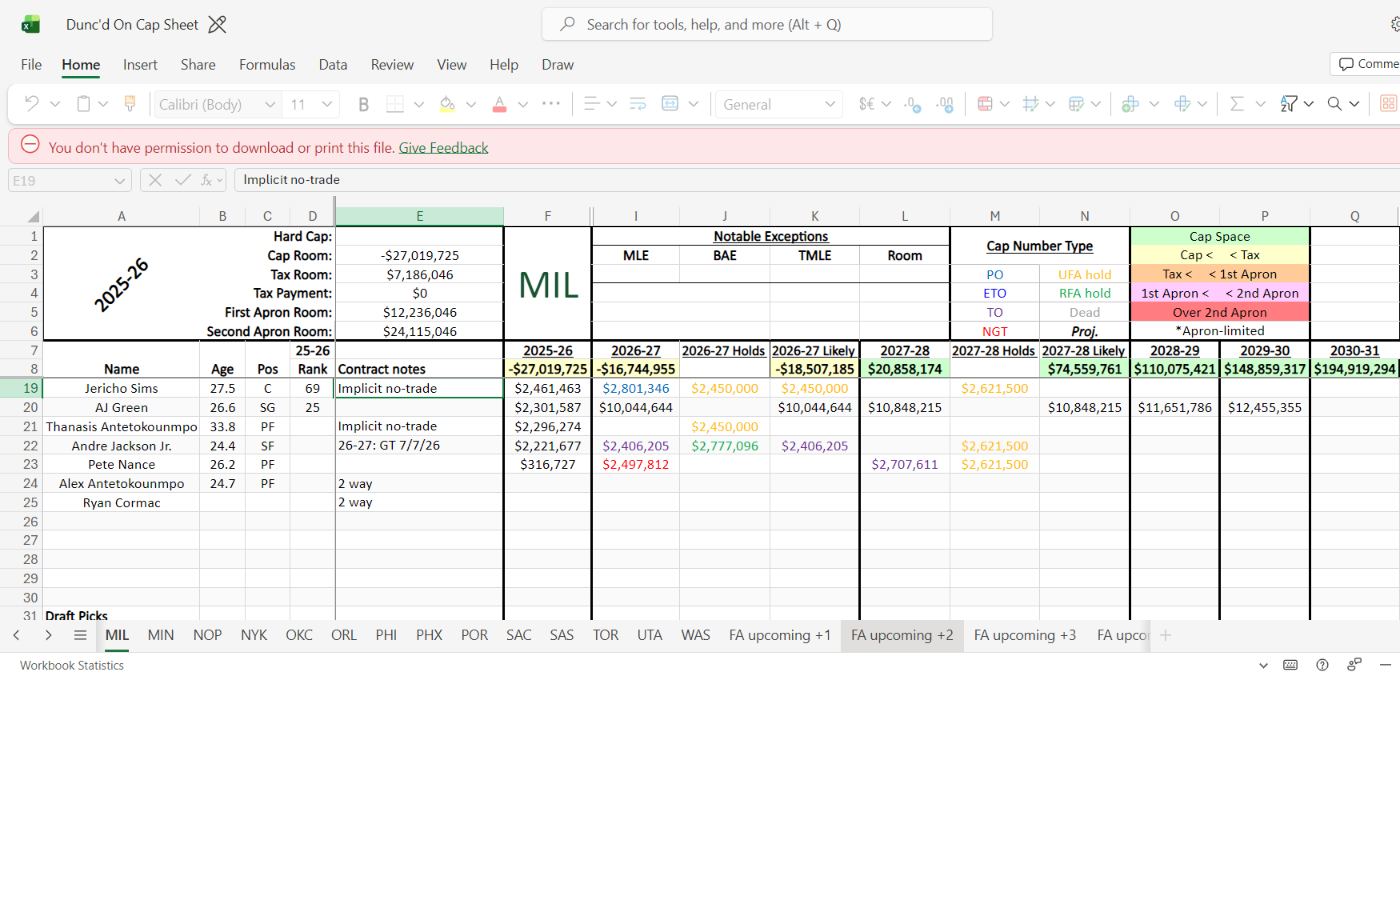 Dunc'd On Cap Sheet
Search for tools, help, and more (Alt + Q)
File Home Insert Share Formulas Data Review View Help Draw
Comme
Calibri (Body) 11 B A General $€
You don't have permission to download or print this file. Give Feedback
E19 fx Implicit no-trade
A B C D E F I J K L M N O P Q
1 Hard Cap: Notable Exceptions Cap Space
2 Cap Room: -$27,019,725 MLE BAE TMLE Room Cap Number Type Cap < < Tax
3 2025-26 Tax Room: $7,186,046 MIL PO UFA hold Tax < < 1st Apron
4 Tax Payment: $0 ETO RFA hold 1st Apron < < 2nd Apron
5 First Apron Room: $12,236,046 TO Dead Over 2nd Apron
6 Second Apron Room: $24,115,046 NGT Proj. *Apron-limited
7 25-26 2025-26 2026-27 2026-27 Holds 2026-27 Likely 2027-28 2027-28 Holds 2027-28 Likely 2028-29 2029-30 2030-31
8 Name Age Pos Rank Contract notes -$27,019,725 -$16,744,955 -$18,507,185 $20,858,174 $74,559,761 $110,075,421 $148,859,317 $194,919,294
19 Jericho Sims 27.5 C 69 Implicit no-trade $2,461,463 $2,801,346 $2,450,000 $2,450,000 $2,621,500
20 AJ Green 26.6 SG 25 $2,301,587 $10,044,644 $10,044,644 $10,848,215 $10,848,215 $11,651,786 $12,455,355
21 Thanasis Antetokounmpo 33.8 PF Implicit no-trade $2,296,274 $2,450,000
22 Andre Jackson Jr. 24.4 SF 26-27: GT 7/7/26 $2,221,677 $2,406,205 $2,777,096 $2,406,205 $2,621,500
23 Pete Nance 26.2 PF $316,727 $2,497,812 $2,707,611 $2,621,500
24 Alex Antetokounmpo 24.7 PF 2 way
25 Ryan Cormac 2 way
26
27
28
29
30
31 Draft Picks
MIL MIN NOP NYK OKC ORL PHI PHX POR SAC SAS TOR UTA WAS FA upcoming +1 FA upcoming +2 FA upcoming +3 FA upco
Workbook Statistics